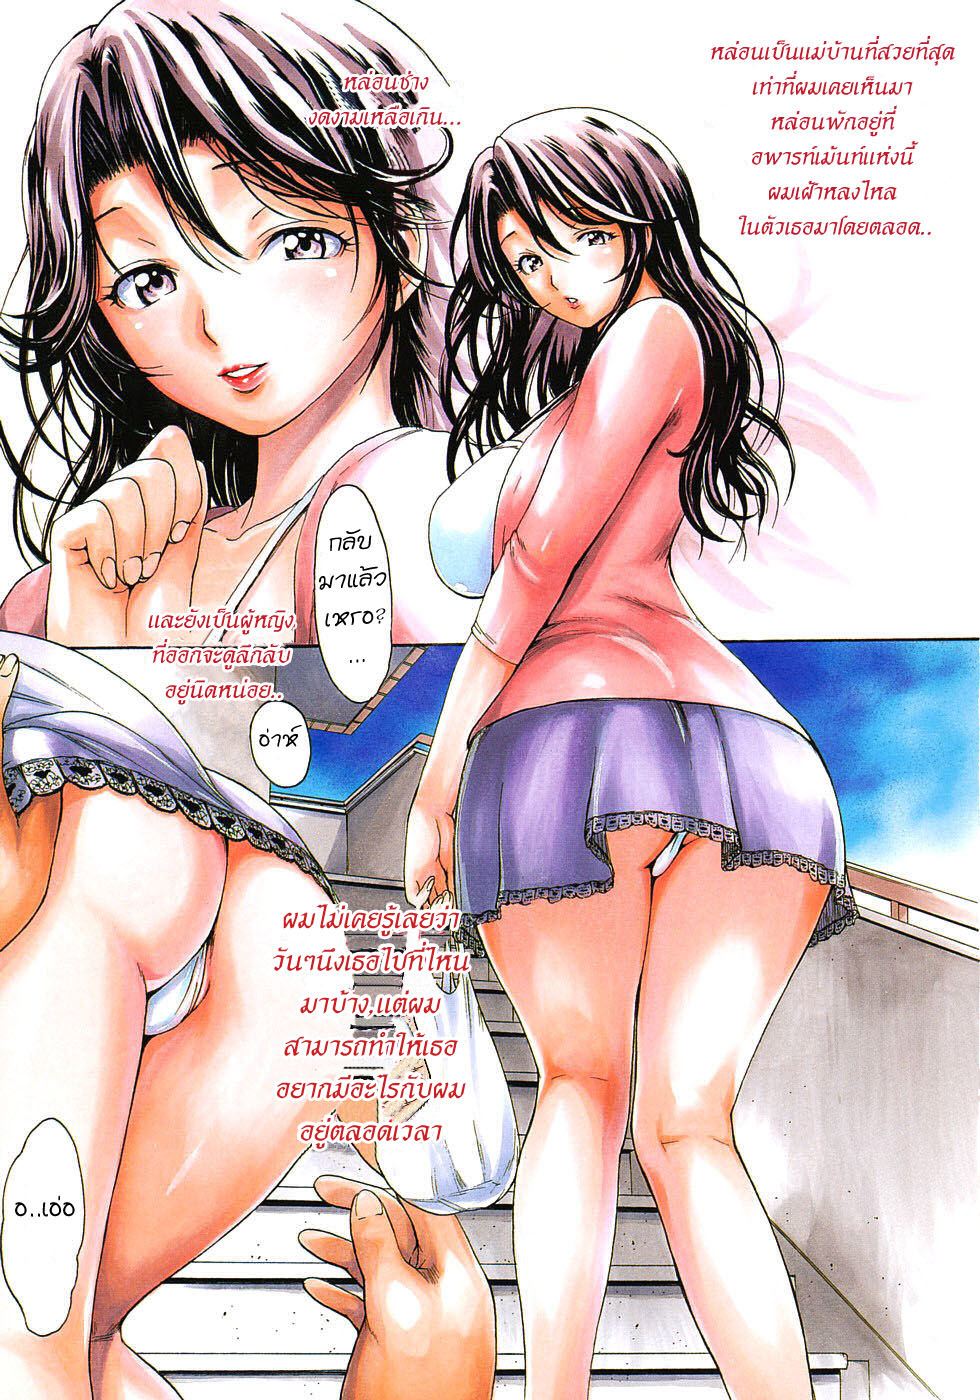 หล่อนช่าง
งดงามเหลือเกิน...
หล่อนเป็นแม่บ้านที่สวยที่สุด
เท่าที่ผมเคยเห็นมา
หล่อนพักอยู่ที่
อพารท์เม้นท์แห่งนี้
ผมเฝ้าหลงไหล
ในตัวเธอมาโดยตลอด..
กลับ
มาแล้ว
เหรอ?
...
และยังเป็นผู้หญิง
ที่ออกจะดูลึกลับ
อยู่นิดหน่อย..
อ่าห์
ผมไม่เคยรู้เลยว่า
วันๆนึงเธอไปที่ไหน
มาบ้าง,แต่ผม
สามารถทำให้เธอ
อยากมีอะไรกับผม
อยู่ตลอดเวลา
อ..เอ่อ